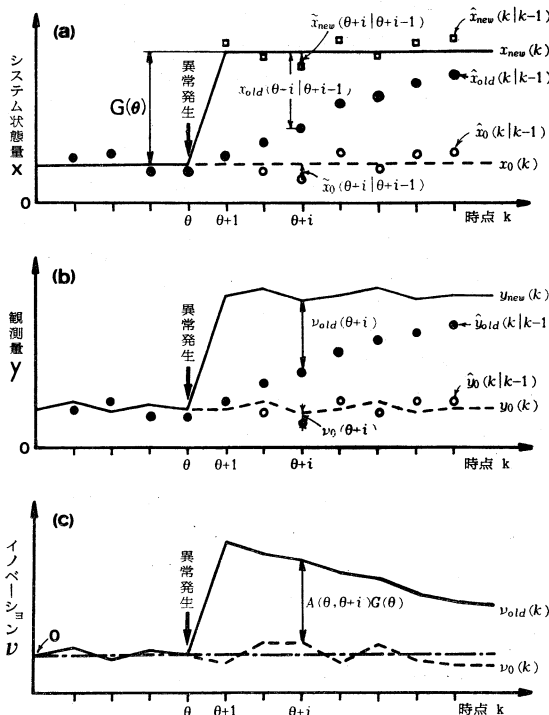 (a)
x̃new(θ+i|θ+i-1)
x̂new(k|k-1)
xnew(k)
異常発生
G(θ)
xold(θ+i|θ+i-1)
x̂old(k|k-1)
システム状態量 x
x̂0(k|k-1)
x0(k)
x̃0(θ+i|θ+i-1)
0
θ θ+1 θ+i 時点 k
(b)
ynew(k)
異常発生
νold(θ+i)
ŷold(k|k-1)
観測量 y
ŷ0(k|k-1)
y0(k)
ν0(θ+i)
0
θ θ+1 θ+i 時点 k
(c)
異常発生
イノベーション ν
A(θ,θ+i)G(θ)
νold(k)
0
ν0(k)
θ θ+1 θ+i 時点 k